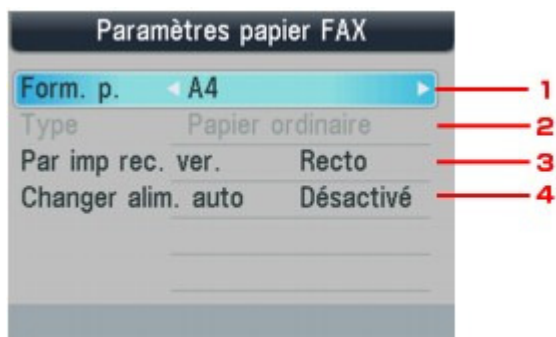 Paramètres papier FAX
Form. p. A4 1
Type Papier ordinaire 2
Par imp rec. ver. Recto 3
Changer alim. auto Désactivé 4